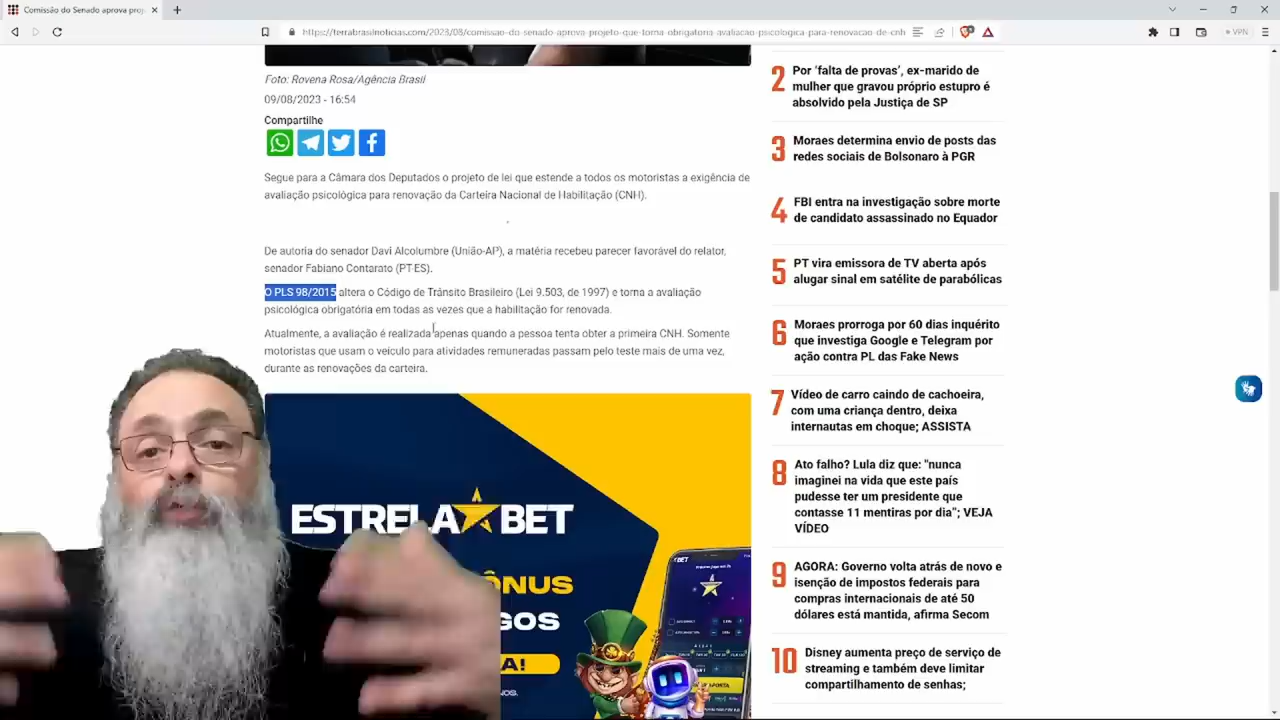 Comissão do Senado aprova proj
https://terrabrasilnoticias.com/2023/08/comissao-do-senado-aprova-projeto-que-torna-obrigatoria-avaliacao-psicologica-para-renovacao-de-cnh
VPN
Foto: Rovena Rosa/Agência Brasil
09/08/2023 - 16:54
Compartilhe
Segue para a Câmara dos Deputados o projeto de lei que estende a todos os motoristas a exigência de
avaliação psicológica para renovação da Carteira Nacional de Habilitação (CNH).
De autoria do senador Davi Alcolumbre (União-AP), a matéria recebeu parecer favorável do relator,
senador Fabiano Contarato (PT-ES).
O PLS 98/2015 altera o Código de Trânsito Brasileiro (Lei 9.503, de 1997) e torna a avaliação
psicológica obrigatória em todas as vezes que a habilitação for renovada.
Atualmente, a avaliação é realizada apenas quando a pessoa tenta obter a primeira CNH. Somente
motoristas que usam o veículo para atividades remuneradas passam pelo teste mais de uma vez,
durante as renovações da carteira.
ESTRELA BET
ÔNUS
GOS
A!
NOS.
2 Por ‘falta de provas’, ex-marido de
mulher que gravou próprio estupro é
absolvido pela Justiça de SP
3 Moraes determina envio de posts das
redes sociais de Bolsonaro à PGR
4 FBI entra na investigação sobre morte
de candidato assassinado no Equador
5 PT vira emissora de TV aberta após
alugar sinal em satélite de parabólicas
6 Moraes prorroga por 60 dias inquérito
que investiga Google e Telegram por
ação contra PL das Fake News
7 Vídeo de carro caindo de cachoeira,
com uma criança dentro, deixa
internautas em choque; ASSISTA
8 Ato falho? Lula diz que: "nunca
imaginei na vida que este país
pudesse ter um presidente que
contasse 11 mentiras por dia”; VEJA
VÍDEO
9 AGORA: Governo volta atrás de novo e
isenção de impostos federais para
compras internacionais de até 50
dólares está mantida, afirma Secom
10 Disney aumenta preço de serviço de
streaming e também deve limitar
compartilhamento de senhas;